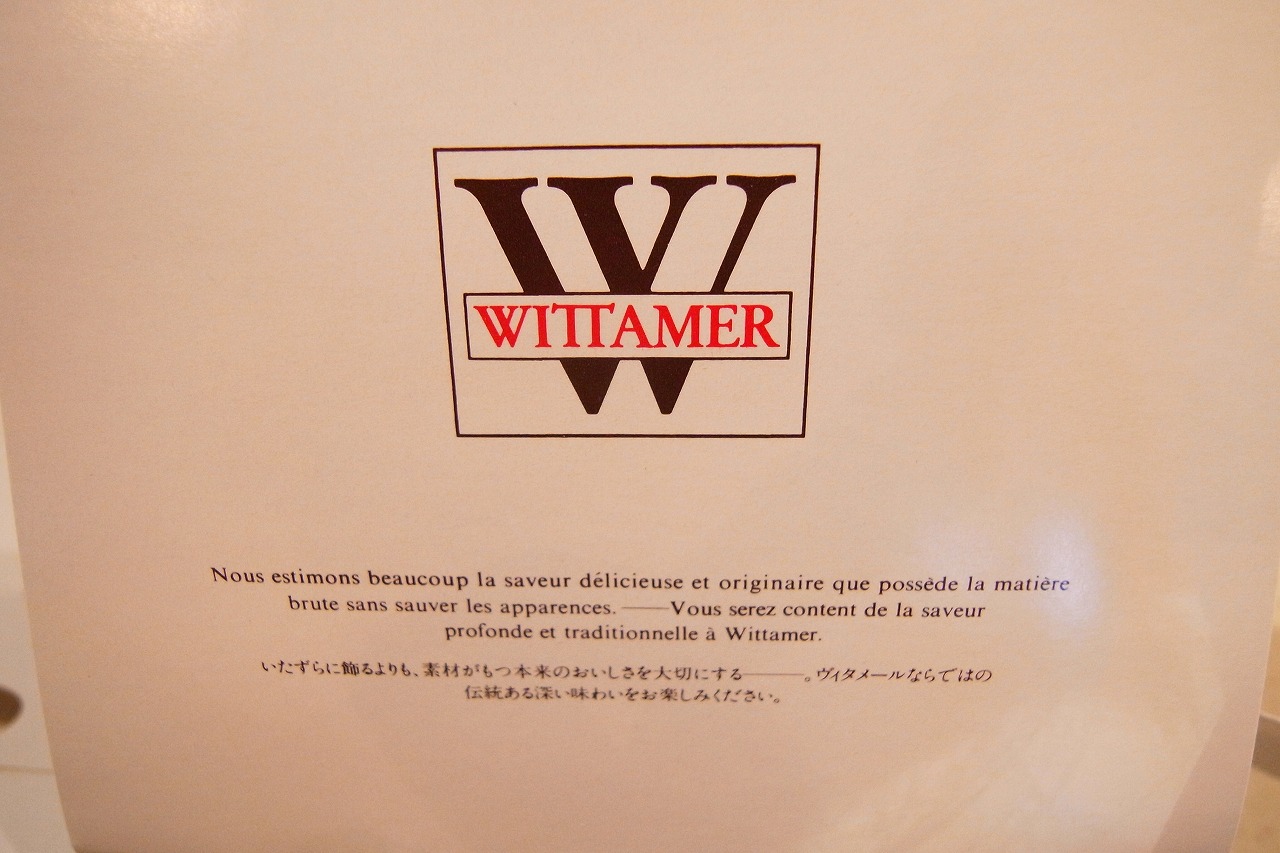 W
WITTAMER
Nous estimons beaucoup la saveur délicieuse et originaire que possède la matière
brute sans sauver les apparences. ——Vous serez content de la saveur
profonde et traditionnelle à Wittamer.
いたずらに飾るよりも、素材がもつ本来のおいしさを大切にする———。ヴィタメールならではの
伝統ある深い味わいをお楽しみください。